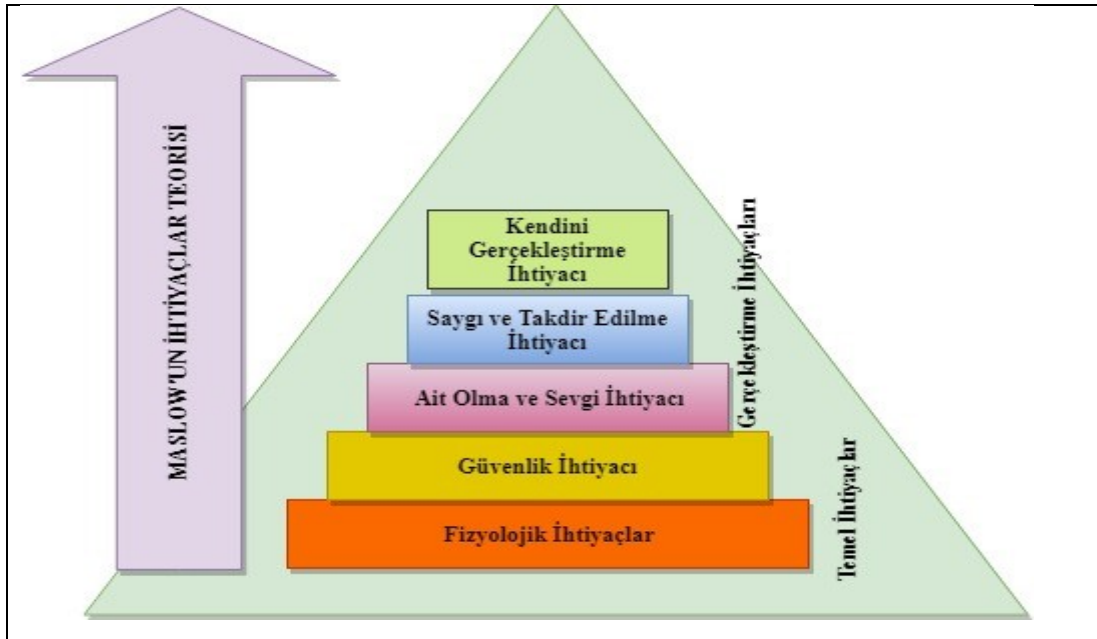 MASLOW'UN İHTİYAÇLAR TEORİSİ
Kendini
Gerçekleştirme
İhtiyacı
Saygı ve Takdir Edilme
İhtiyacı
Ait Olma ve Sevgi İhtiyacı
Güvenlik İhtiyacı
Fizyolojik İhtiyaçlar
Gerçekleştirme İhtiyaçları
Temel İhtiyaçlar